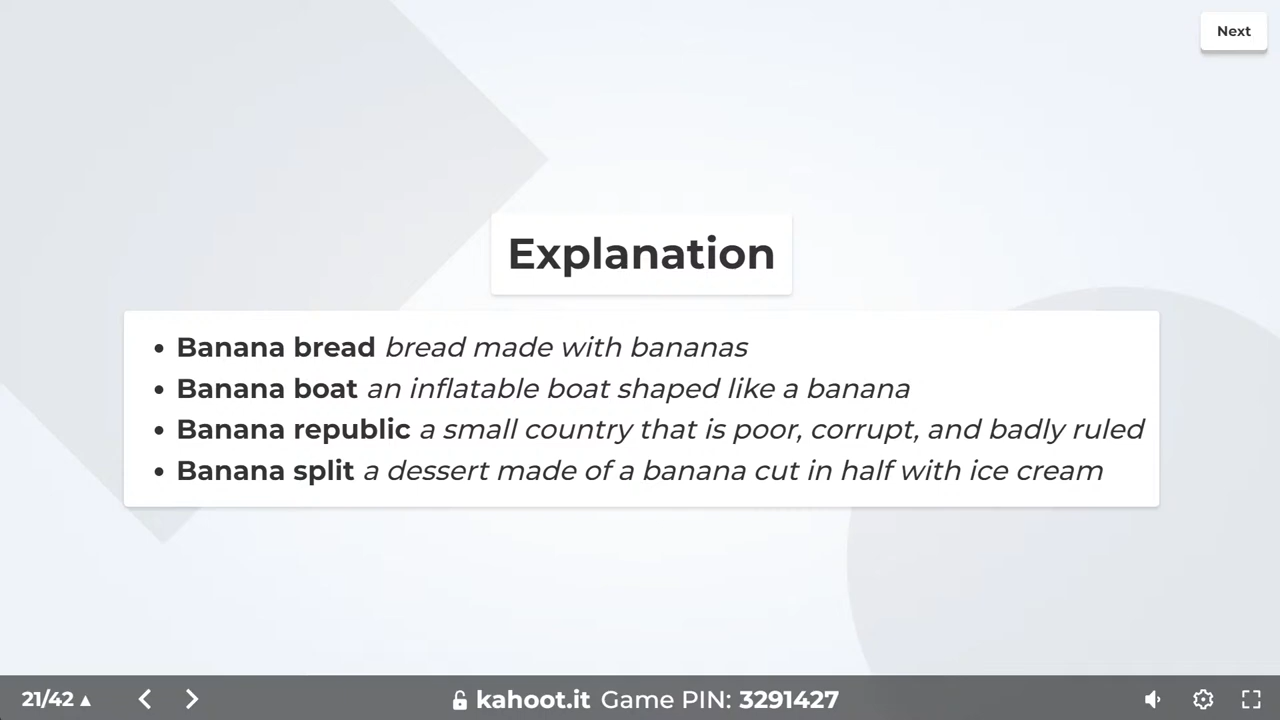 Next
Explanation
• Banana bread bread made with bananas
• Banana boat an inflatable boat shaped like a banana
• Banana republic a small country that is poor, corrupt, and badly ruled
• Banana split a dessert made of a banana cut in half with ice cream
21/42 ▲ kahoot.it Game PIN: 3291427